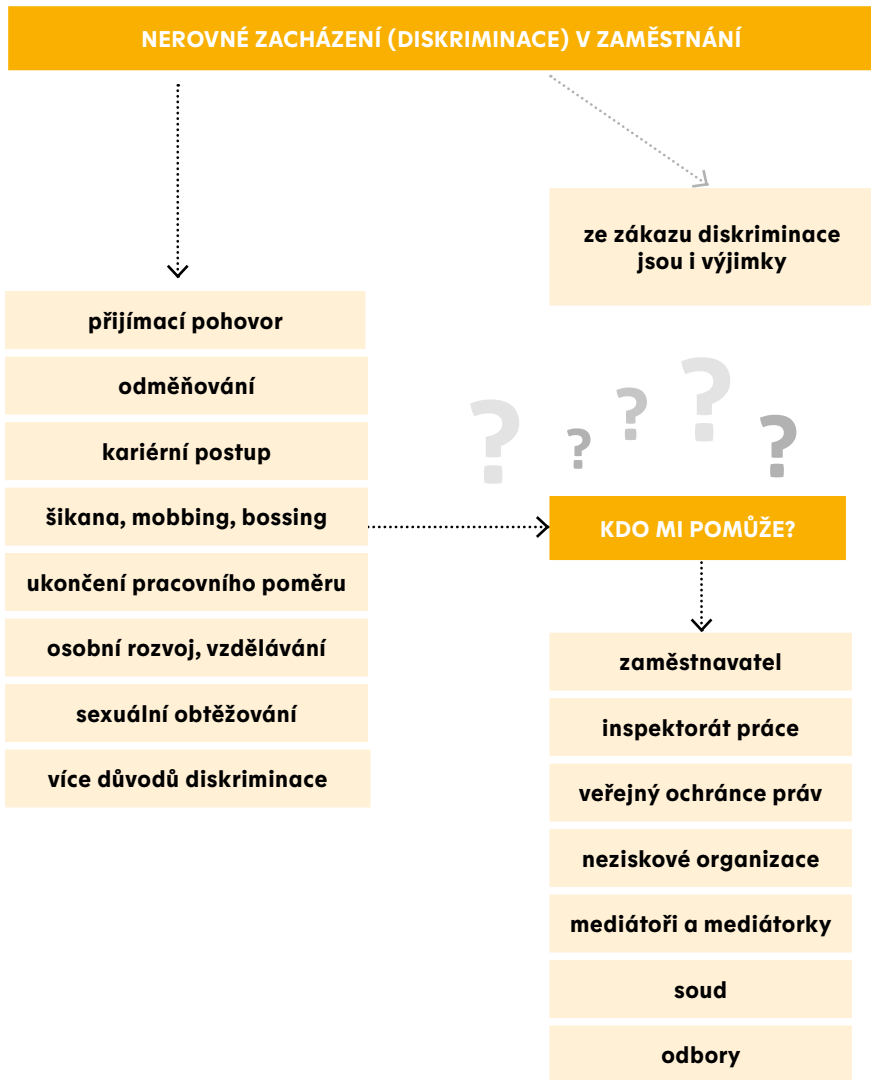 NEROVNÉ ZACHÁZENÍ (DISKRIMINACE) V ZAMĚSTNÁNÍ
ze zákazu diskriminace
jsou i výjimky
přijímací pohovor
odměňování
kariérní postup
šikana, mobbing, bossing
ukončení pracovního poměru
osobní rozvoj, vzdělávání
sexuální obtěžování
více důvodů diskriminace
? ? ? ? ?
KDO MI POMŮŽE?
zaměstnavatel
inspektorát práce
veřejný ochránce práv
neziskové organizace
mediátoři a mediátorky
soud
odbory